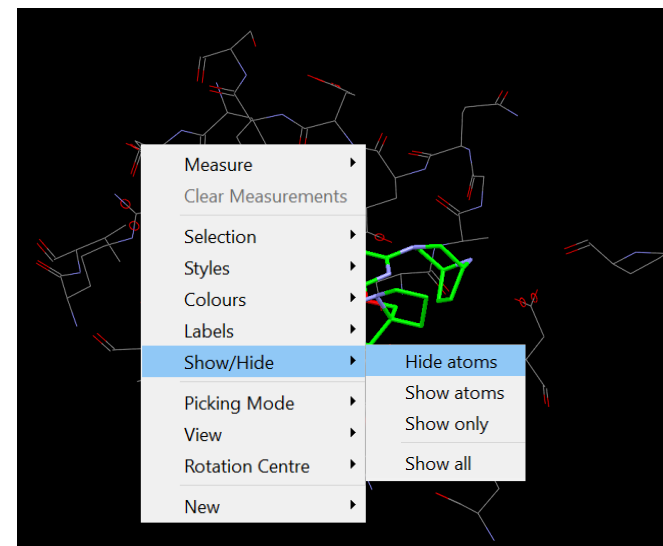 Measure
Clear Measurements
Selection
Styles
Colours
Labels
Show/Hide
Picking Mode
View
Rotation Centre
New
Hide atoms
Show atoms
Show only
Show all